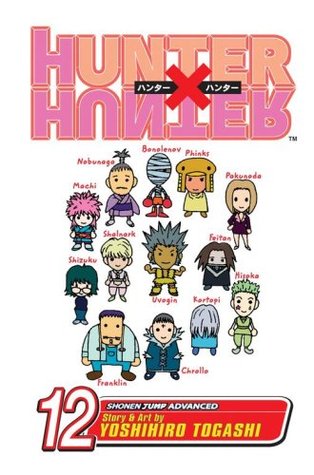 HUNTER
ハンター × ハンター
HUNTER
TM
Nobunaga
Bonolenov
Phinks
Pakunoda
Machi
Shalnark
Feitan
Shizuku
Hisoka
Uvogin
Kortopi
Franklin
Chrollo
12
SHONEN JUMP ADVANCED
Story & Art by
YOSHIHIRO TOGASHI